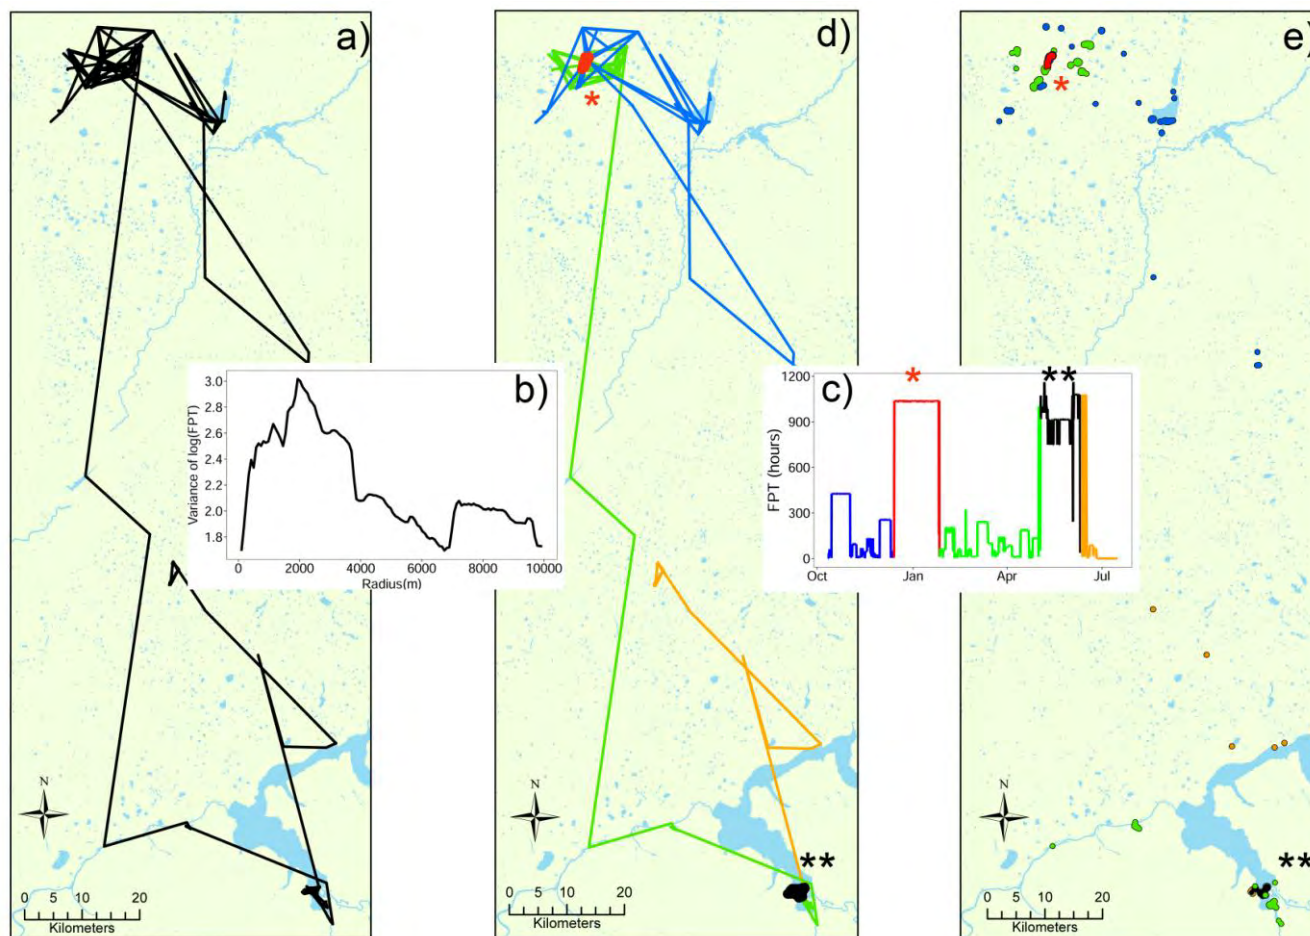 a)
d)
e)
*
*
b)
Variance of log(FPT)
3.0
2.8
2.6
2.4
2.2
2.0
1.8
0 2000 4000 6000 8000 10000
Radius(m)
c)
*
**
FPT (hours)
1200
900
600
300
0
Oct Jan Apr Jul
N
N
N
**
**
0 5 10 20
Kilometers
0 5 10 20
Kilometers
0 5 10 20
Kilometers